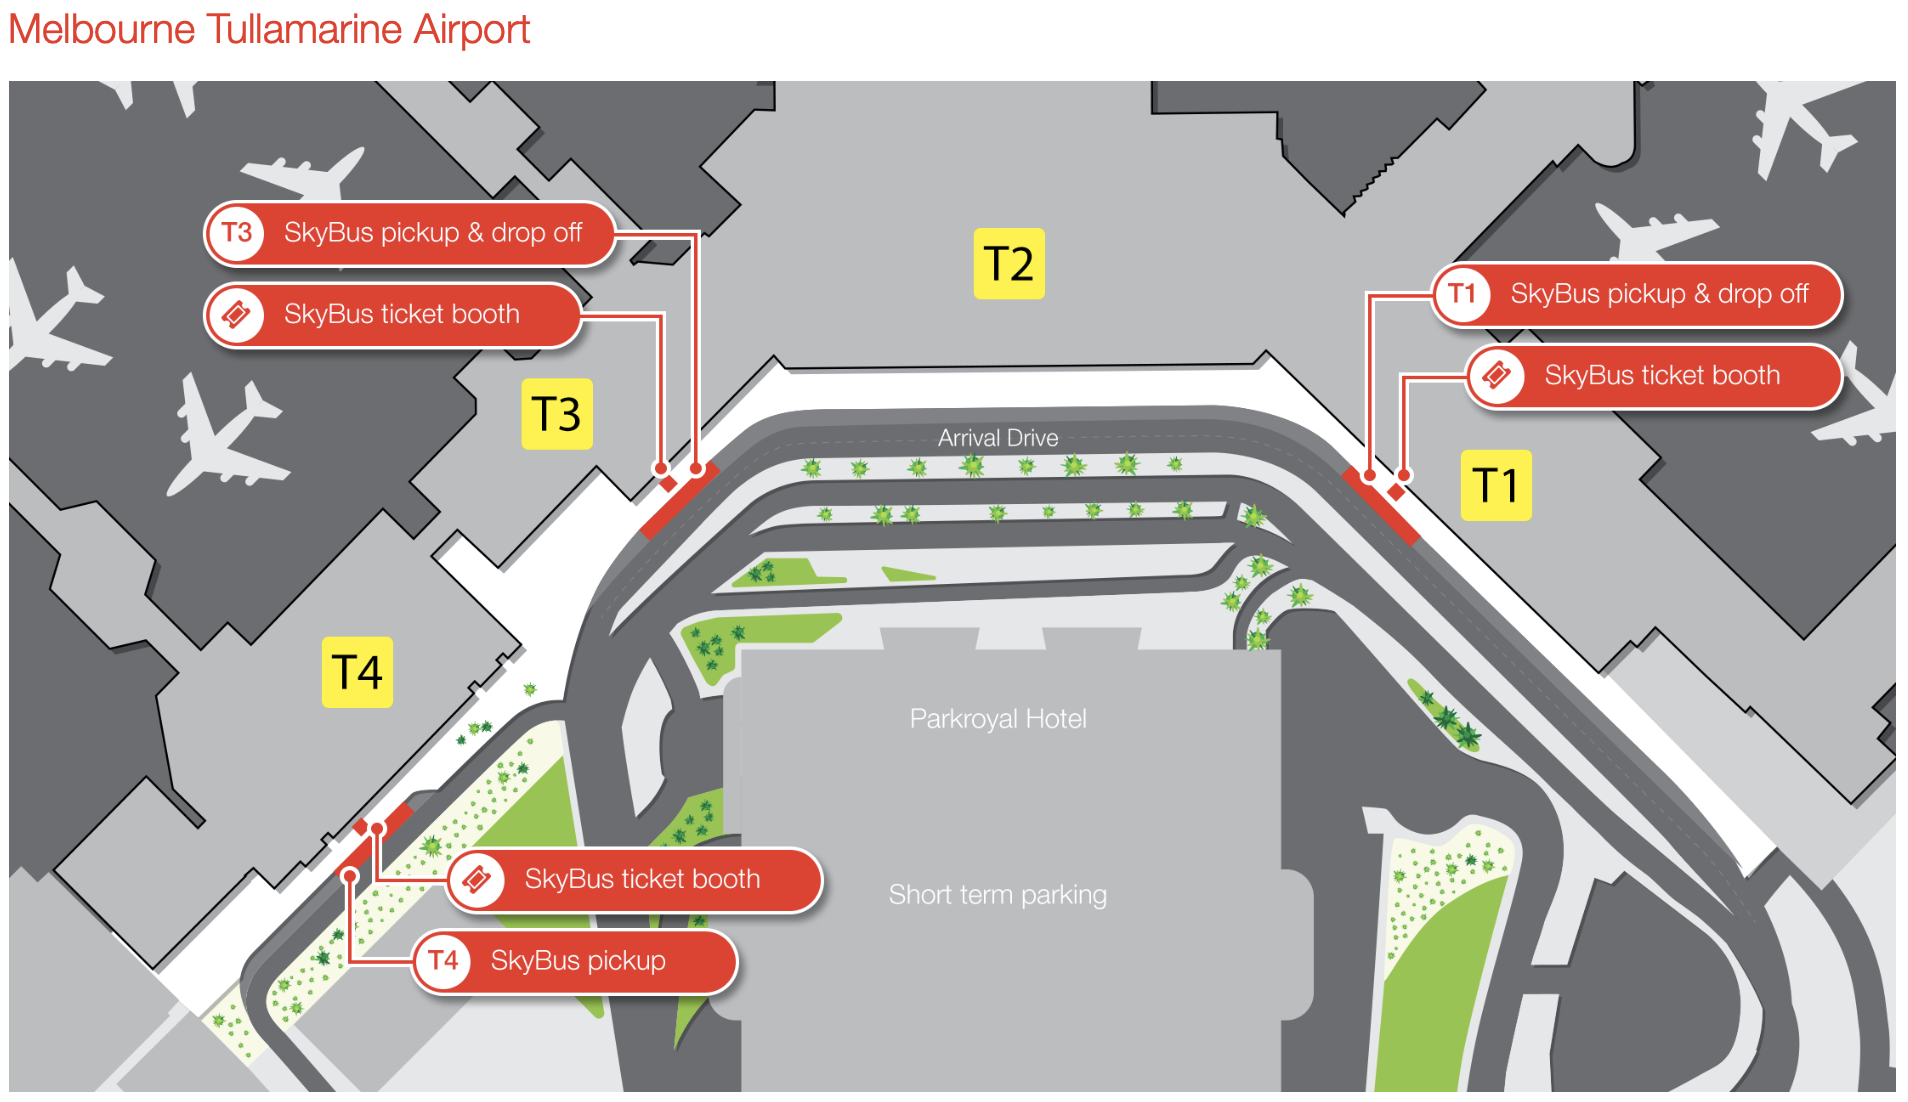 Melbourne Tullamarine Airport
T3 SkyBus pickup & drop off
T2
T1 SkyBus pickup & drop off
SkyBus ticket booth
SkyBus ticket booth
T3
Arrival Drive
T1
T4
Parkroyal Hotel
SkyBus ticket booth
Short term parking
T4 SkyBus pickup